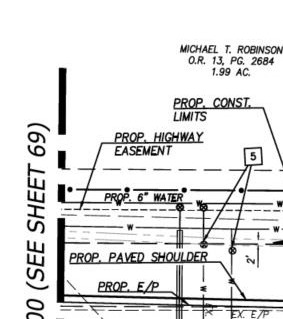 MICHAEL T. ROBINSON
O.R. 13, PG. 2684
1.99 AC.
PROP. CONST.
LIMITS
PROP. HIGHWAY
EASEMENT
5
PROP. 6" WATER
W
W
W
W
W
2'
PROP. PAVED SHOULDER
PROP. E/P
W
W
EX. E/P
00 (SEE SHEET 69)